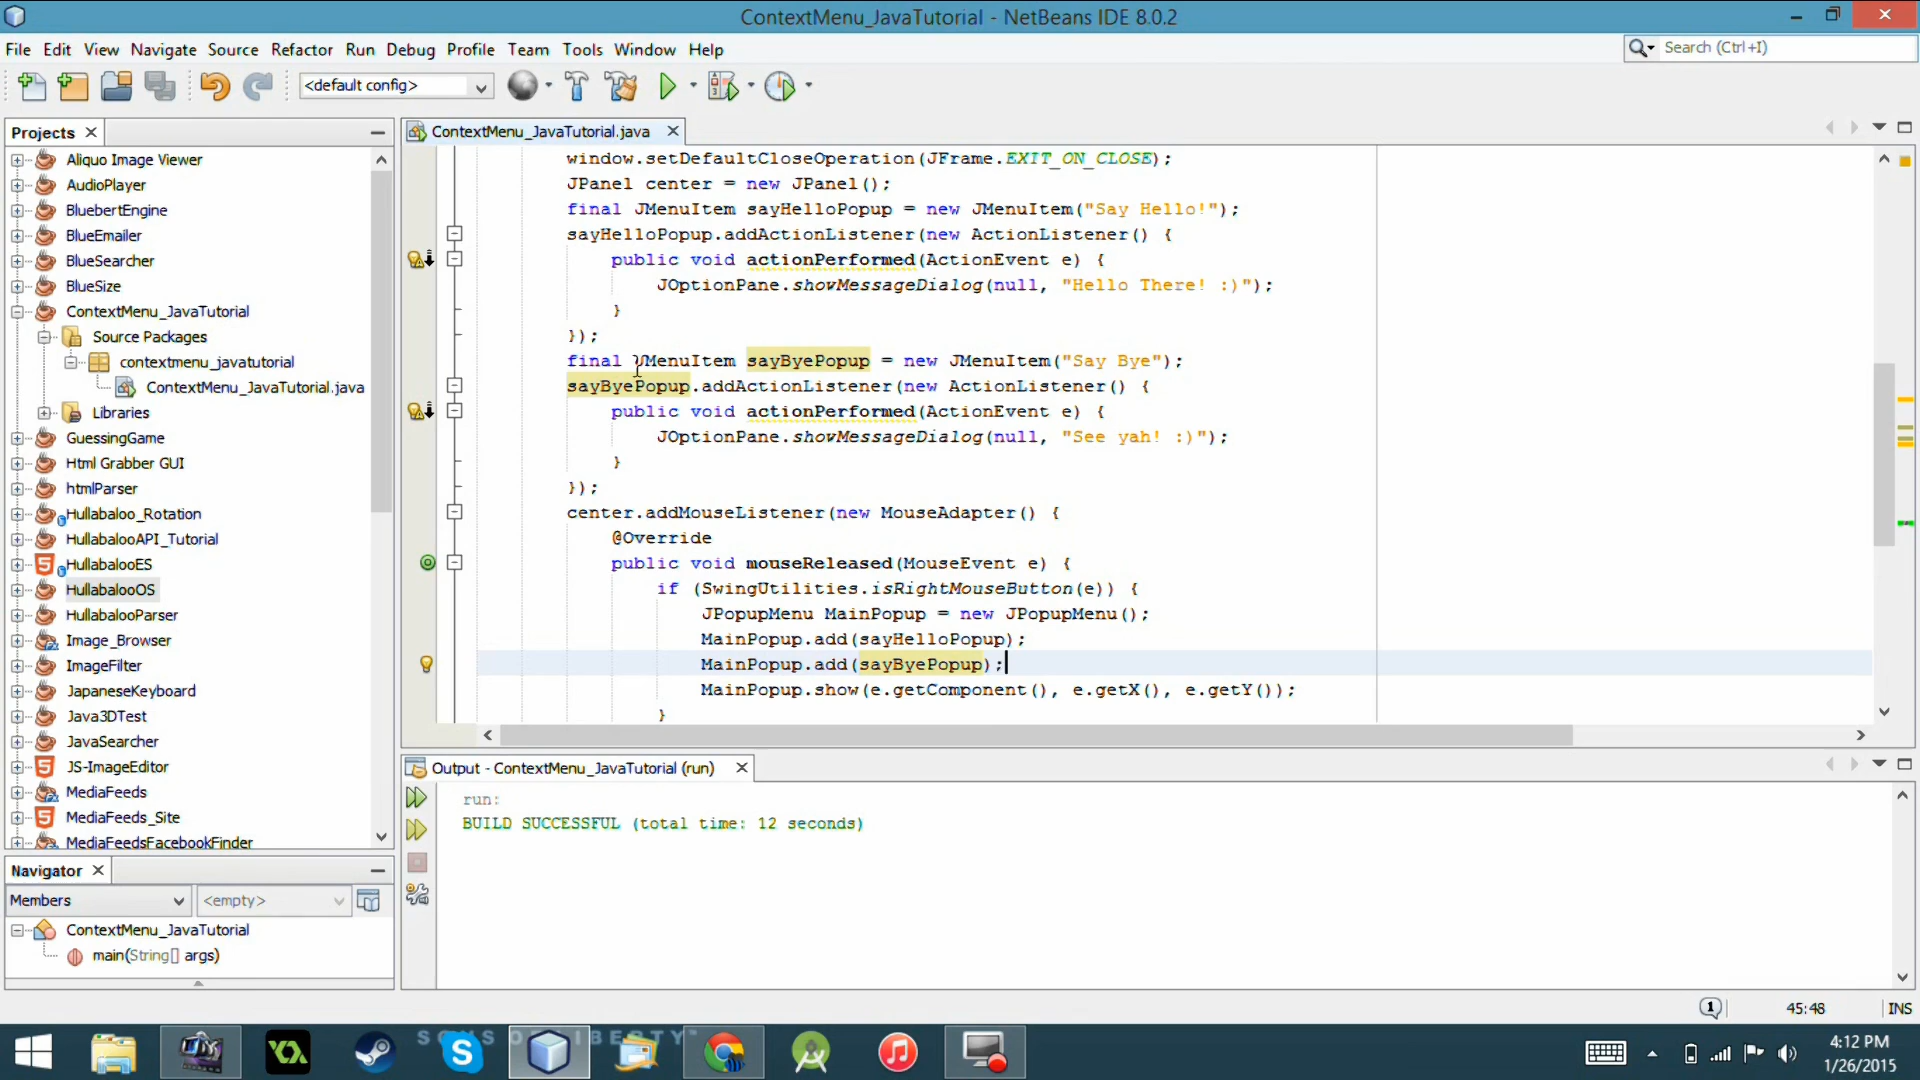 ContextMenu_JavaTutorial - NetBeans IDE 8.0.2
File Edit View Navigate Source Refactor Run Debug Profile Team Tools Window Help
Search (Ctrl+I)
<default config>
Projects
Aliquo Image Viewer
AudioPlayer
BluebertEngine
BlueEmailer
BlueSearcher
BlueSize
ContextMenu_JavaTutorial
Source Packages
contextmenu_javatutorial
ContextMenu_JavaTutorial.java
Libraries
GuessingGame
Html Grabber GUI
htmlParser
Hullabaloo_Rotation
HullabalooAPI_Tutorial
HullabalooES
HullabalooOS
HullabalooParser
Image_Browser
ImageFilter
JapaneseKeyboard
Java3DTest
JavaSearcher
JS-ImageEditor
MediaFeeds
MediaFeeds_Site
MediaFeedsFacebookFinder
Navigator
Members
<empty>
ContextMenu_JavaTutorial
main(String[] args)
ContextMenu_JavaTutorial.java
window.setDefaultCloseOperation(JFrame.EXIT_ON_CLOSE);
JPanel center = new JPanel();
final JMenuItem sayHelloPopup = new JMenuItem("Say Hello!");
sayHelloPopup.addActionListener(new ActionListener() {
public void actionPerformed(ActionEvent e) {
JOptionPane.showMessageDialog(null, "Hello There! :)");
}
});
final JMenuItem sayByePopup = new JMenuItem("Say Bye");
sayByePopup.addActionListener(new ActionListener() {
public void actionPerformed(ActionEvent e) {
JOptionPane.showMessageDialog(null, "See yah! :)");
}
});
center.addMouseListener(new MouseAdapter() {
@Override
public void mouseReleased(MouseEvent e) {
if (SwingUtilities.isRightMouseButton(e)) {
JPopupMenu MainPopup = new JPopupMenu();
MainPopup.add(sayHelloPopup);
MainPopup.add(sayByePopup);
MainPopup.show(e.getComponent(), e.getX(), e.getY());
}
Output - ContextMenu_JavaTutorial (run)
run:
BUILD SUCCESSFUL (total time: 12 seconds)
1
45:48
INS
4:12 PM
1/26/2015